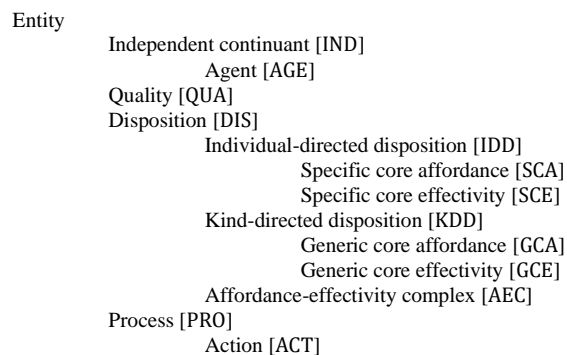 Entity
Independent continuant [IND]
Agent [AGE]
Quality [QUA]
Disposition [DIS]
Individual-directed disposition [IDD]
Specific core affordance [SCA]
Specific core effectivity [SCE]
Kind-directed disposition [KDD]
Generic core affordance [GCA]
Generic core effectivity [GCE]
Affordance-effectivity complex [AEC]
Process [PRO]
Action [ACT]